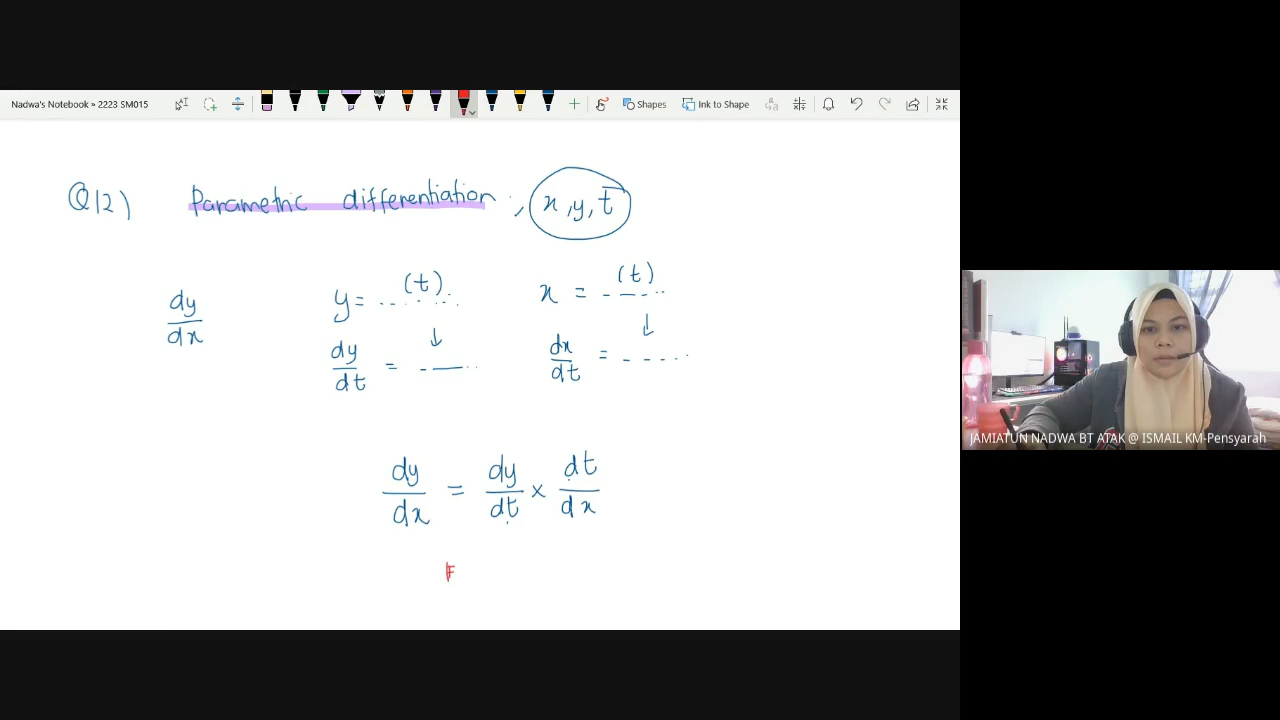 Nadwa's Notebook » 2223 SM015
Shapes
Ink to Shape
Q12) Parametric differentiation ; x, y, t
dy/dx
y = ..... (t)
x = ..... (t)
dy/dt = .....
dx/dt = .....
dy/dx = dy/dt × dt/dx
F
JAMIATUN NADWA BT ATAK @ ISMAIL KM-Pensyarah